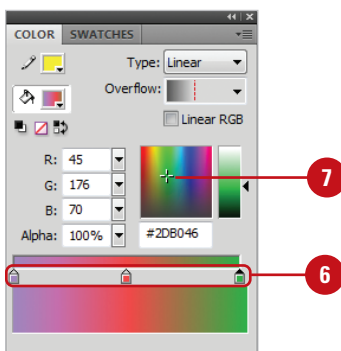 COLOR SWATCHES
Type: Linear
Overflow:
Linear RGB
R: 45
G: 176
B: 70
Alpha: 100% #2DB046
7
6